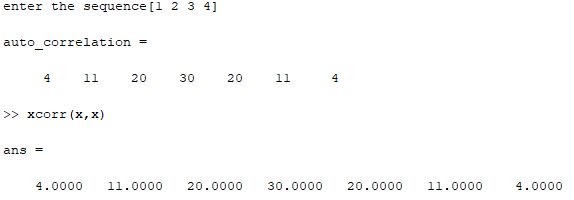 enter the sequence[1 2 3 4]
auto_correlation =
4 11 20 30 20 11 4
>> xcorr(x,x)
ans =
4.0000 11.0000 20.0000 30.0000 20.0000 11.0000 4.0000